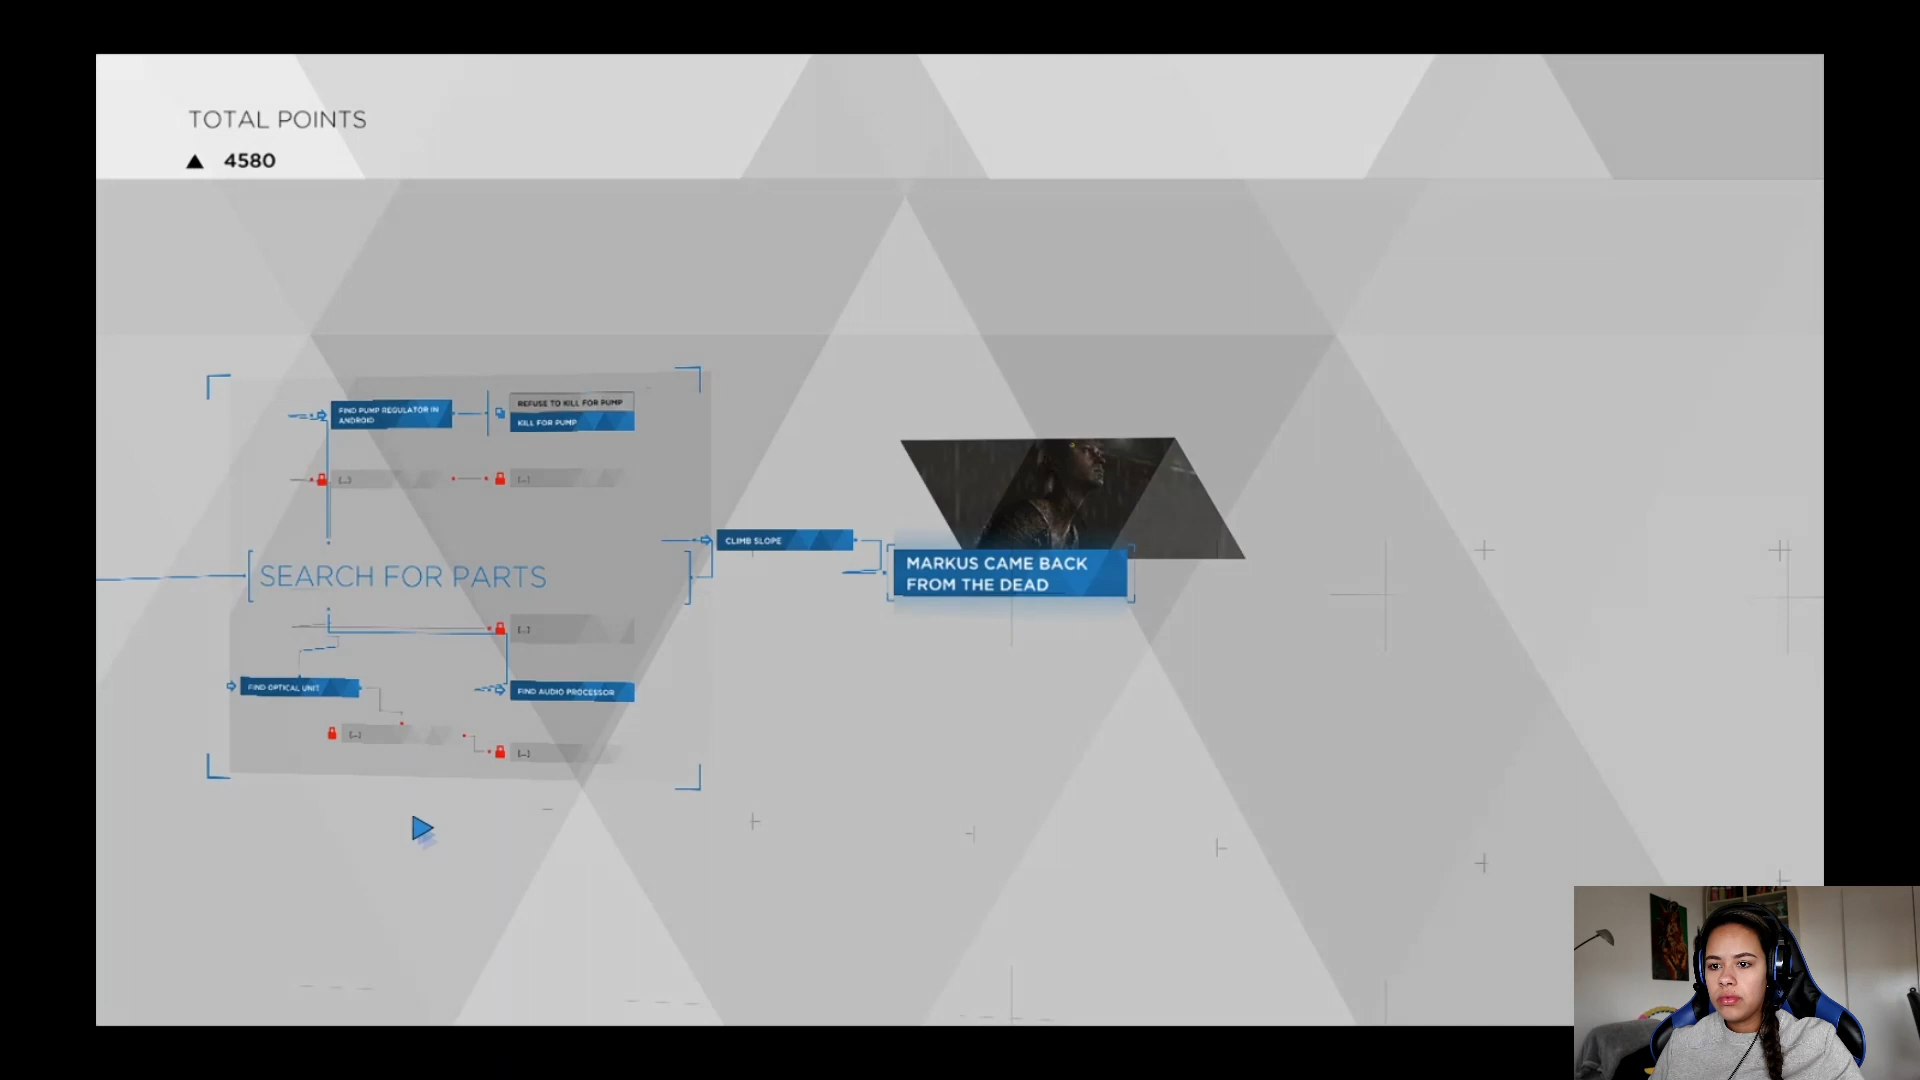 TOTAL POINTS
4580
FIND PUMP REGULATOR IN
ANDROID
REFUSE TO KILL FOR PUMP
KILL FOR PUMP
[...]
[...]
CLIMB SLOPE
SEARCH FOR PARTS
MARKUS CAME BACK
FROM THE DEAD
[...]
FIND OPTICAL UNIT
FIND AUDIO PROCESSOR
[...]
[...]